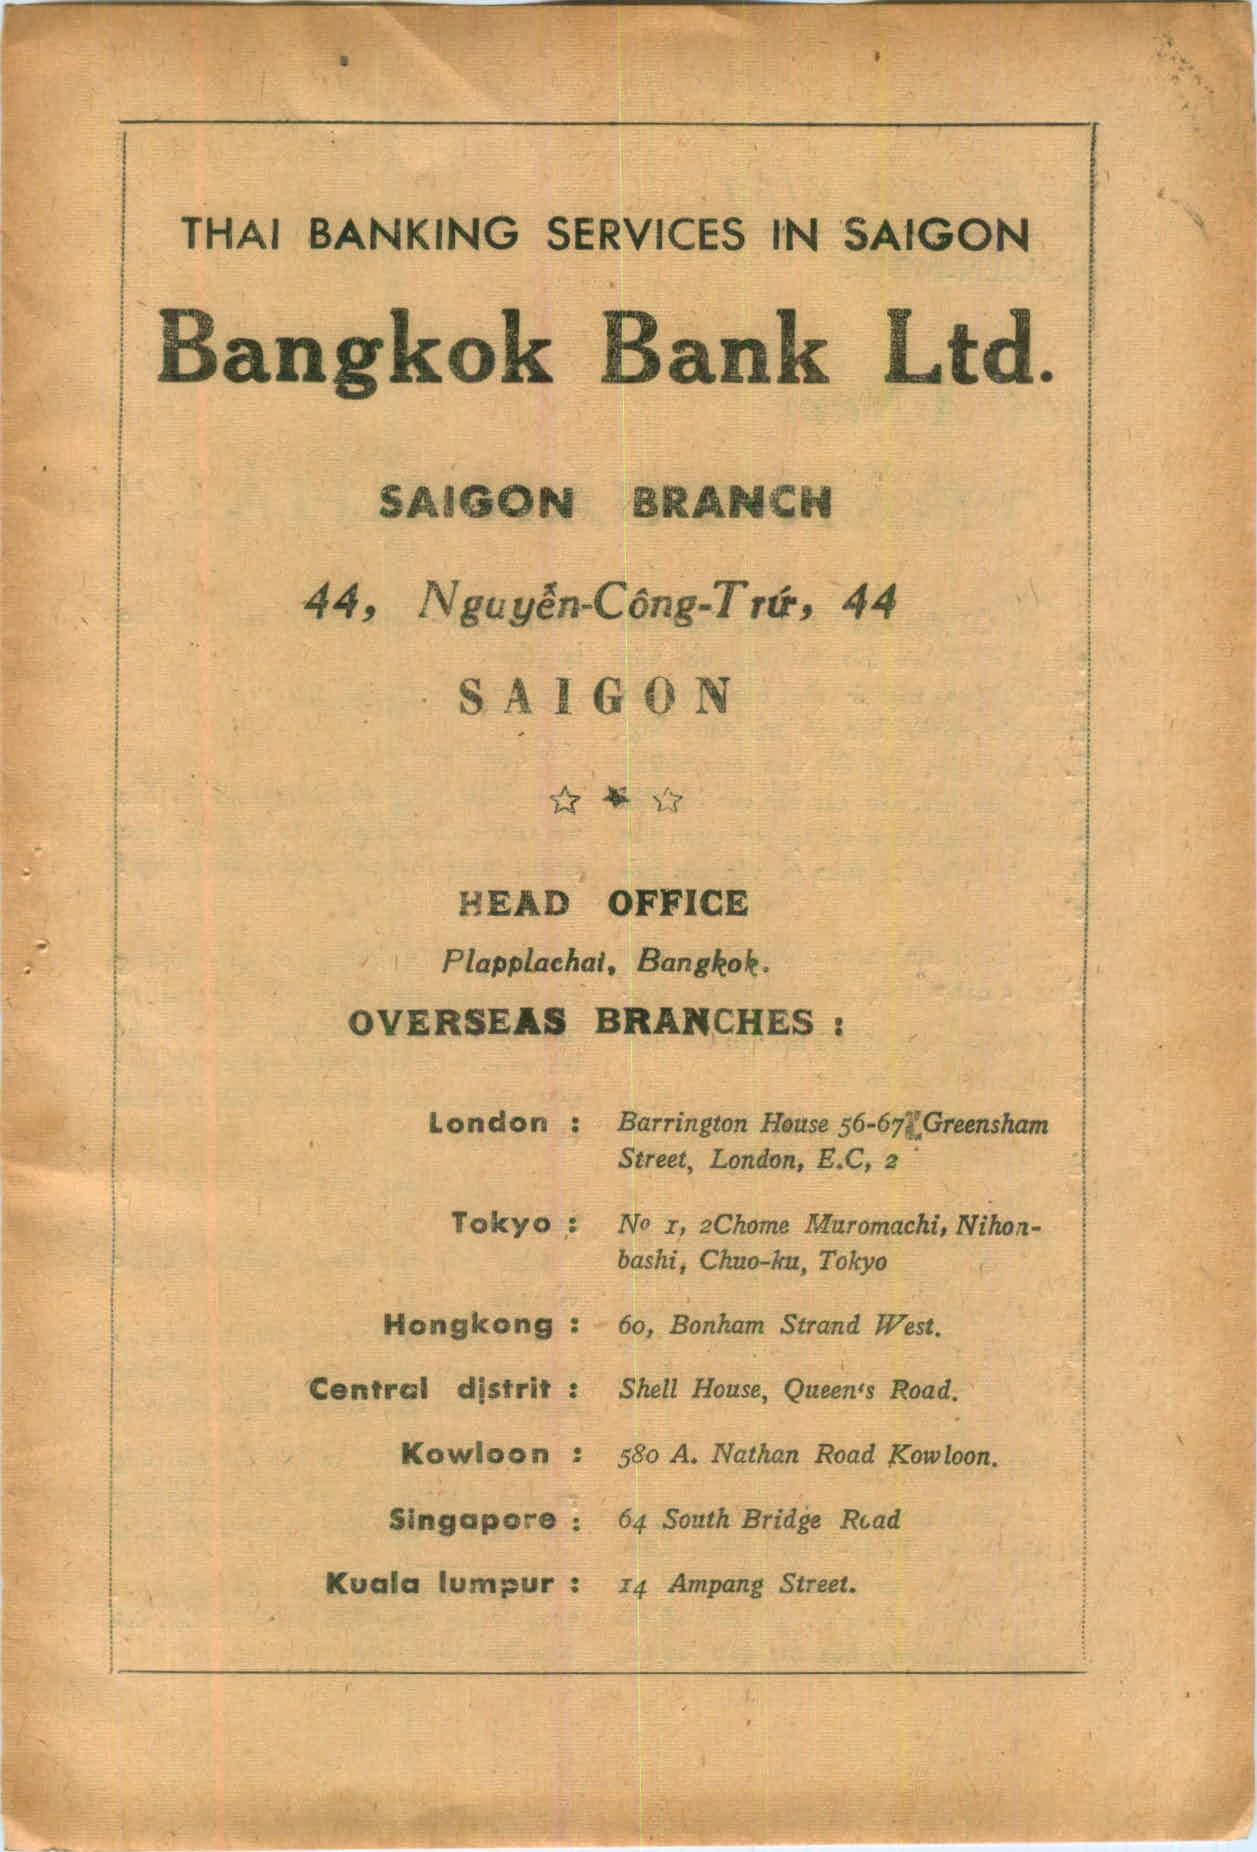 THAI BANKING SERVICES IN SAIGON
Bangkok Bank Ltd.
SAIGON BRANCH
44, Nguyễn-Công-Trứ, 44
SAIGON
HEAD OFFICE
Plapplachai, Bangkok.
OVERSEAS BRANCHES :
London : Barrington House 56-67, Greensham
Street, London, E.C, 2
Tokyo : No 1, 2Chome Muromachi, Nihon-
bashi, Chuo-ku, Tokyo
Hongkong : 60, Bonham Strand West.
Central distrit : Shell House, Queen's Road.
Kowloon : 580 A. Nathan Road Kowloon.
Singapore : 64 South Bridge Road
Kuala lumpur : 14 Ampang Street.